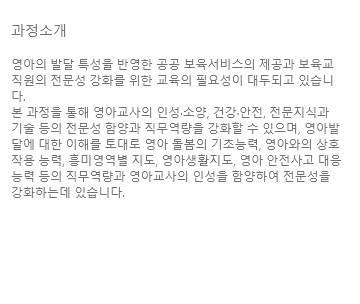 과정소개
영아의 발달 특성을 반영한 공공 보육서비스의 제공과 보육교
직원의 전문성 강화를 위한 교육의 필요성이 대두되고 있습니
다.
본 과정을 통해 영아교사의 인성·소양, 건강·안전, 전문지식과
기술 등의 전문성 함양과 직무역량을 강화할 수 있으며, 영아발
달에 대한 이해를 토대로 영아 돌봄의 기초능력, 영아와의 상호
작용 능력, 흥미영역별 지도, 영아생활지도, 영아 안전사고 대응
능력 등의 직무역량과 영아교사의 인성을 함양하여 전문성을
강화하는데 있습니다.